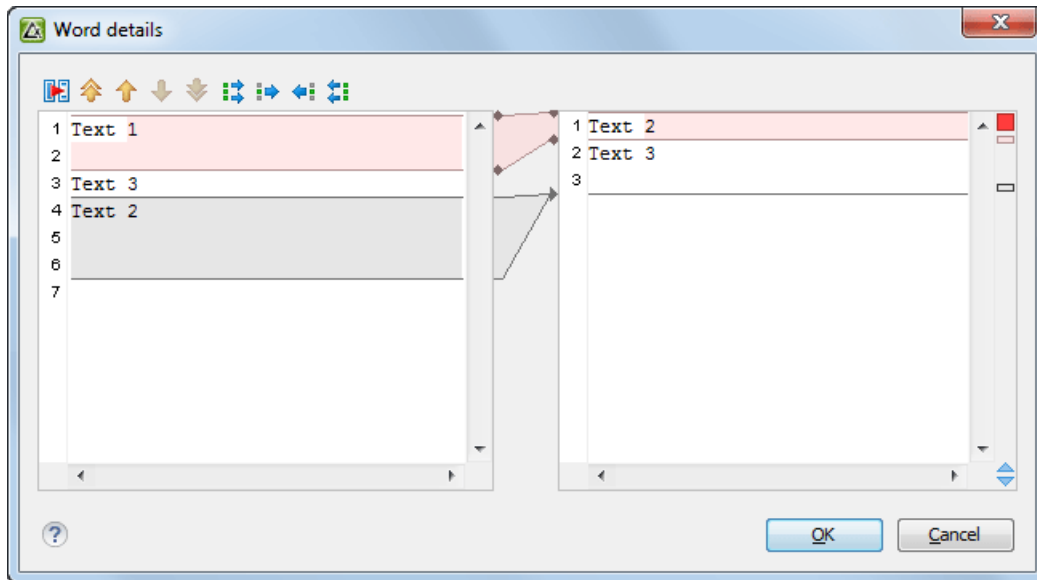 Word details
1 Text 1
2
3 Text 3
4 Text 2
5
6
7
1 Text 2
2 Text 3
3
?
OK
Cancel